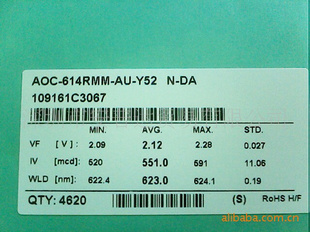 AOC-614RMM-AU-Y52 N-DA
109161C3067
MIN. AVG. MAX. STD.
VF [ V ] : 2.09 2.12 2.28 0.027
IV [mcd]: 520 551.0 591 11.06
WLD [nm]: 622.4 623.0 624.1 0.19
QTY: 4620 (S) RoHS H/F
alibaba.com.cn